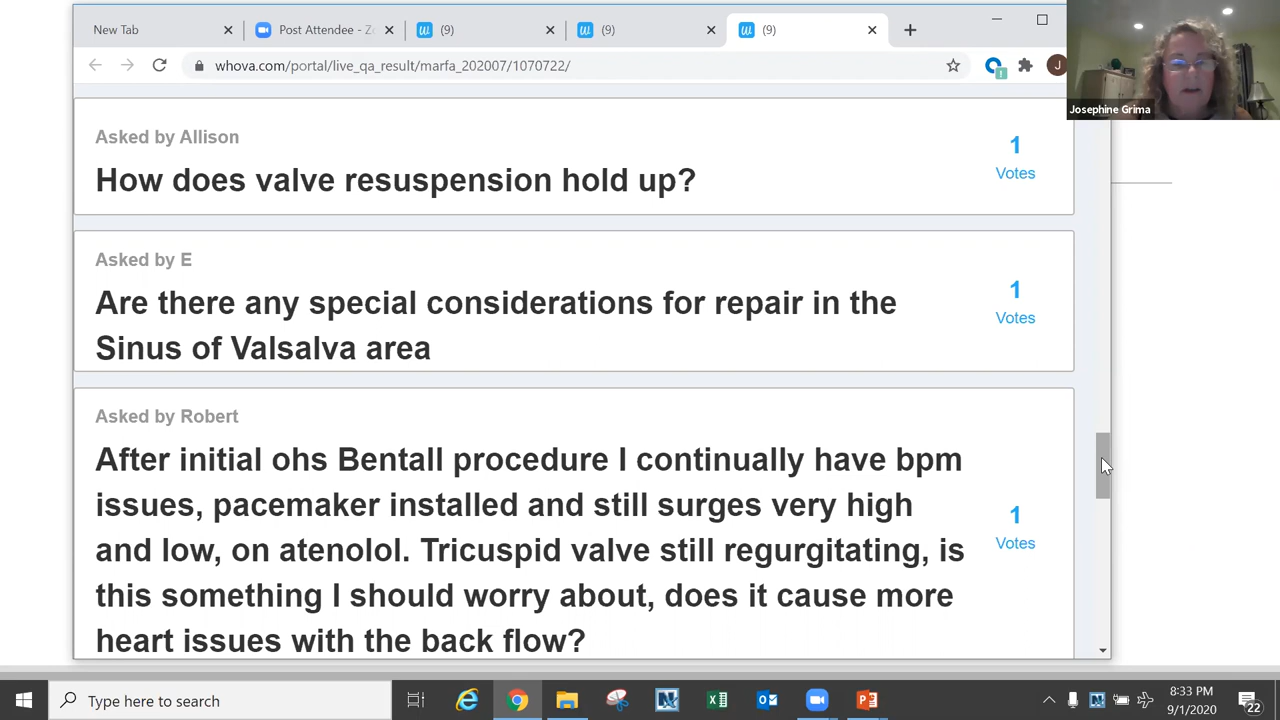 New Tab
Post Attendee - Z
(9)
(9)
(9)
whova.com/portal/live_qa_result/marfa_202007/1070722/
J
Josephine Grima
Asked by Allison
How does valve resuspension hold up?
1
Votes
Asked by E
Are there any special considerations for repair in the
Sinus of Valsalva area
1
Votes
Asked by Robert
After initial ohs Bentall procedure I continually have bpm
issues, pacemaker installed and still surges very high
and low, on atenolol. Tricuspid valve still regurgitating, is
this something I should worry about, does it cause more
heart issues with the back flow?
1
Votes
Type here to search
8:33 PM
9/1/2020
22